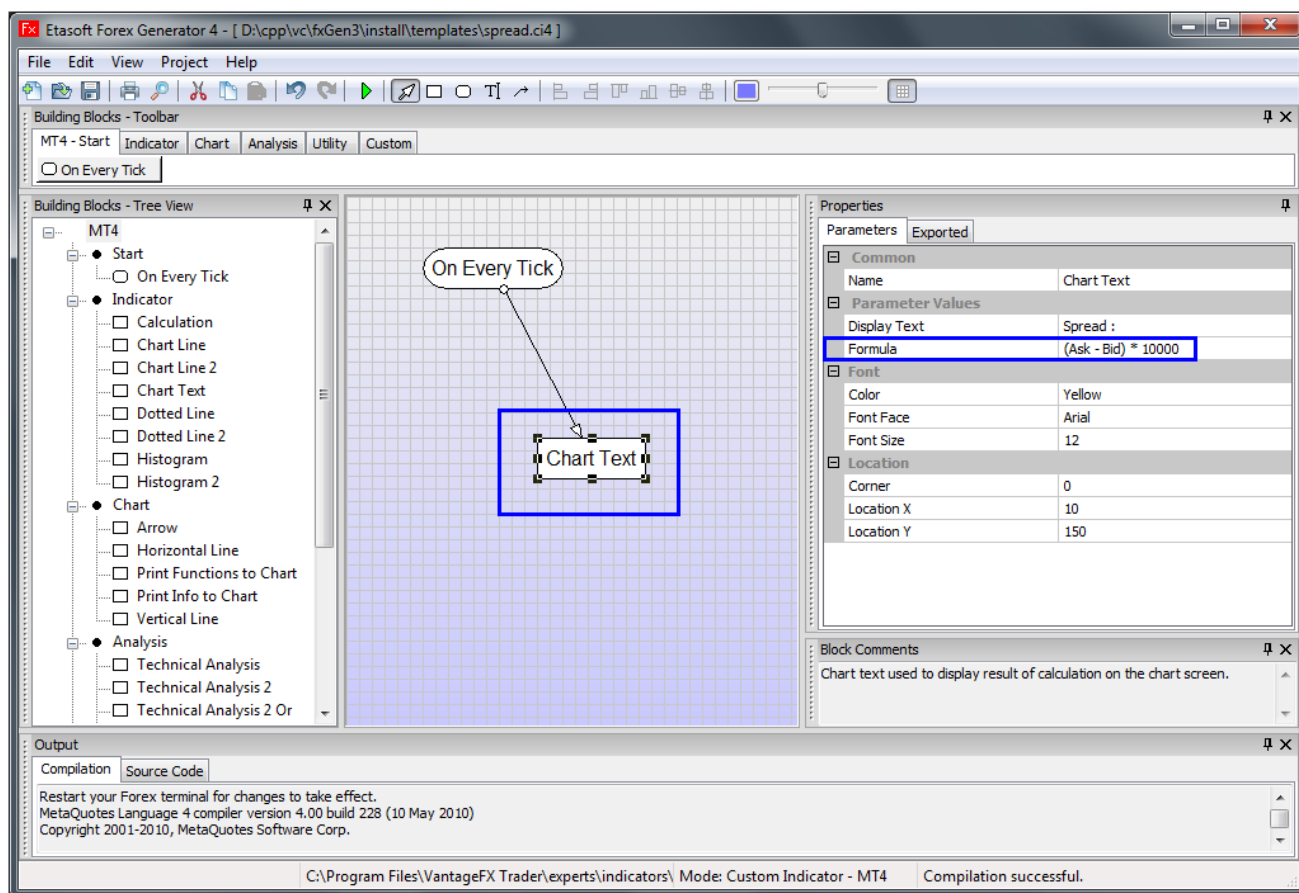 Fx Etasoft Forex Generator 4 - [ D:\cpp\vc\fxGen3\install\templates\spread.ci4 ]
File Edit View Project Help
Building Blocks - Toolbar
MT4 - Start Indicator Chart Analysis Utility Custom
On Every Tick
Building Blocks - Tree View
MT4
Start
On Every Tick
Indicator
Calculation
Chart Line
Chart Line 2
Chart Text
Dotted Line
Dotted Line 2
Histogram
Histogram 2
Chart
Arrow
Horizontal Line
Print Functions to Chart
Print Info to Chart
Vertical Line
Analysis
Technical Analysis
Technical Analysis 2
Technical Analysis 2 Or
On Every Tick
Chart Text
Properties
Parameters Exported
Common
Name Chart Text
Parameter Values
Display Text Spread :
Formula (Ask - Bid) * 10000
Font
Color Yellow
Font Face Arial
Font Size 12
Location
Corner 0
Location X 10
Location Y 150
Block Comments
Chart text used to display result of calculation on the chart screen.
Output
Compilation Source Code
Restart your Forex terminal for changes to take effect.
MetaQuotes Language 4 compiler version 4.00 build 228 (10 May 2010)
Copyright 2001-2010, MetaQuotes Software Corp.
C:\Program Files\VantageFX Trader\experts\indicators\ Mode: Custom Indicator - MT4 Compilation successful.